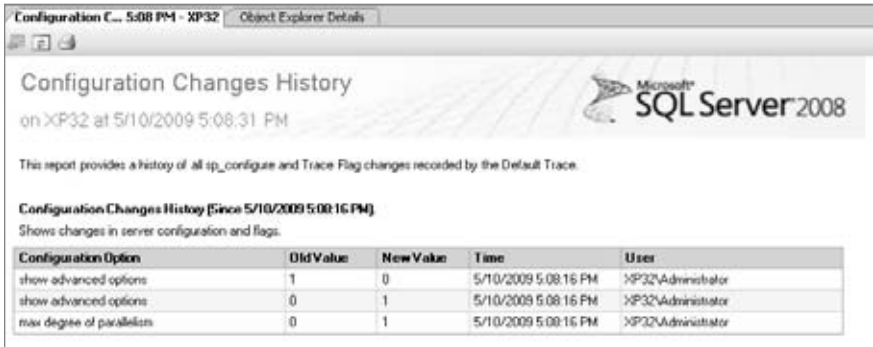 Configuration C... 5:08 PM - XP32 Object Explorer Details
Configuration Changes History
on XP32 at 5/10/2009 5:08:31 PM
Microsoft®
SQL Server 2008
This report provides a history of all sp_configure and Trace Flag changes recorded by the Default Trace.
Configuration Changes History (Since 5/10/2009 5:08:16 PM).
Shows changes in server configuration and flags.
Configuration Option Old Value New Value Time User
show advanced options 1 0 5/10/2009 5:08:16 PM XP32\Administrator
show advanced options 0 1 5/10/2009 5:08:16 PM XP32\Administrator
max degree of parallelism 0 1 5/10/2009 5:08:16 PM XP32\Administrator